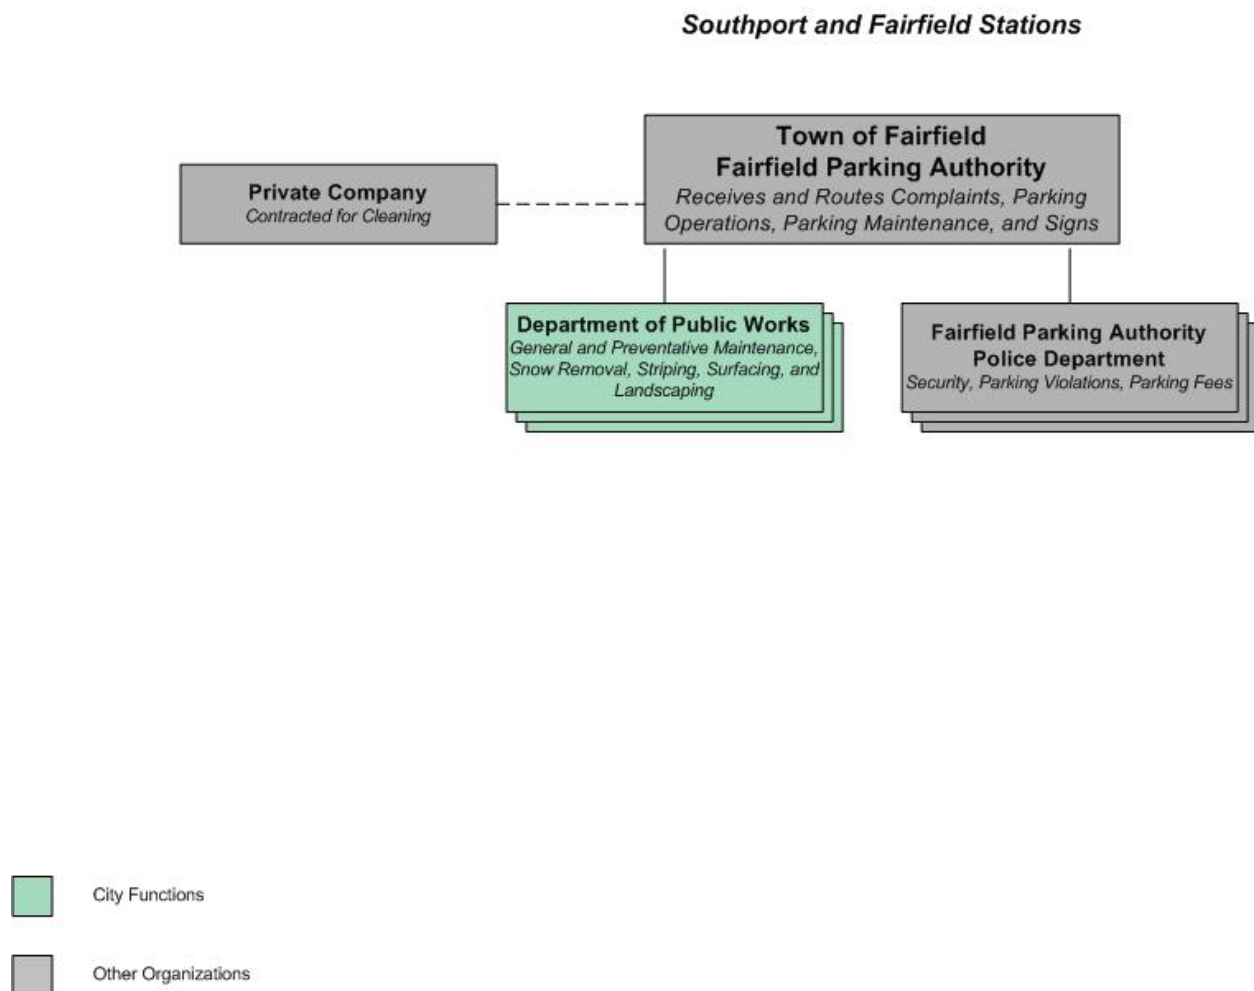 Southport and Fairfield Stations
Town of Fairfield
Fairfield Parking Authority
Receives and Routes Complaints, Parking
Operations, Parking Maintenance, and Signs
Private Company
Contracted for Cleaning
Department of Public Works
General and Preventative Maintenance,
Snow Removal, Striping, Surfacing, and
Landscaping
Fairfield Parking Authority
Police Department
Security, Parking Violations, Parking Fees
City Functions
Other Organizations